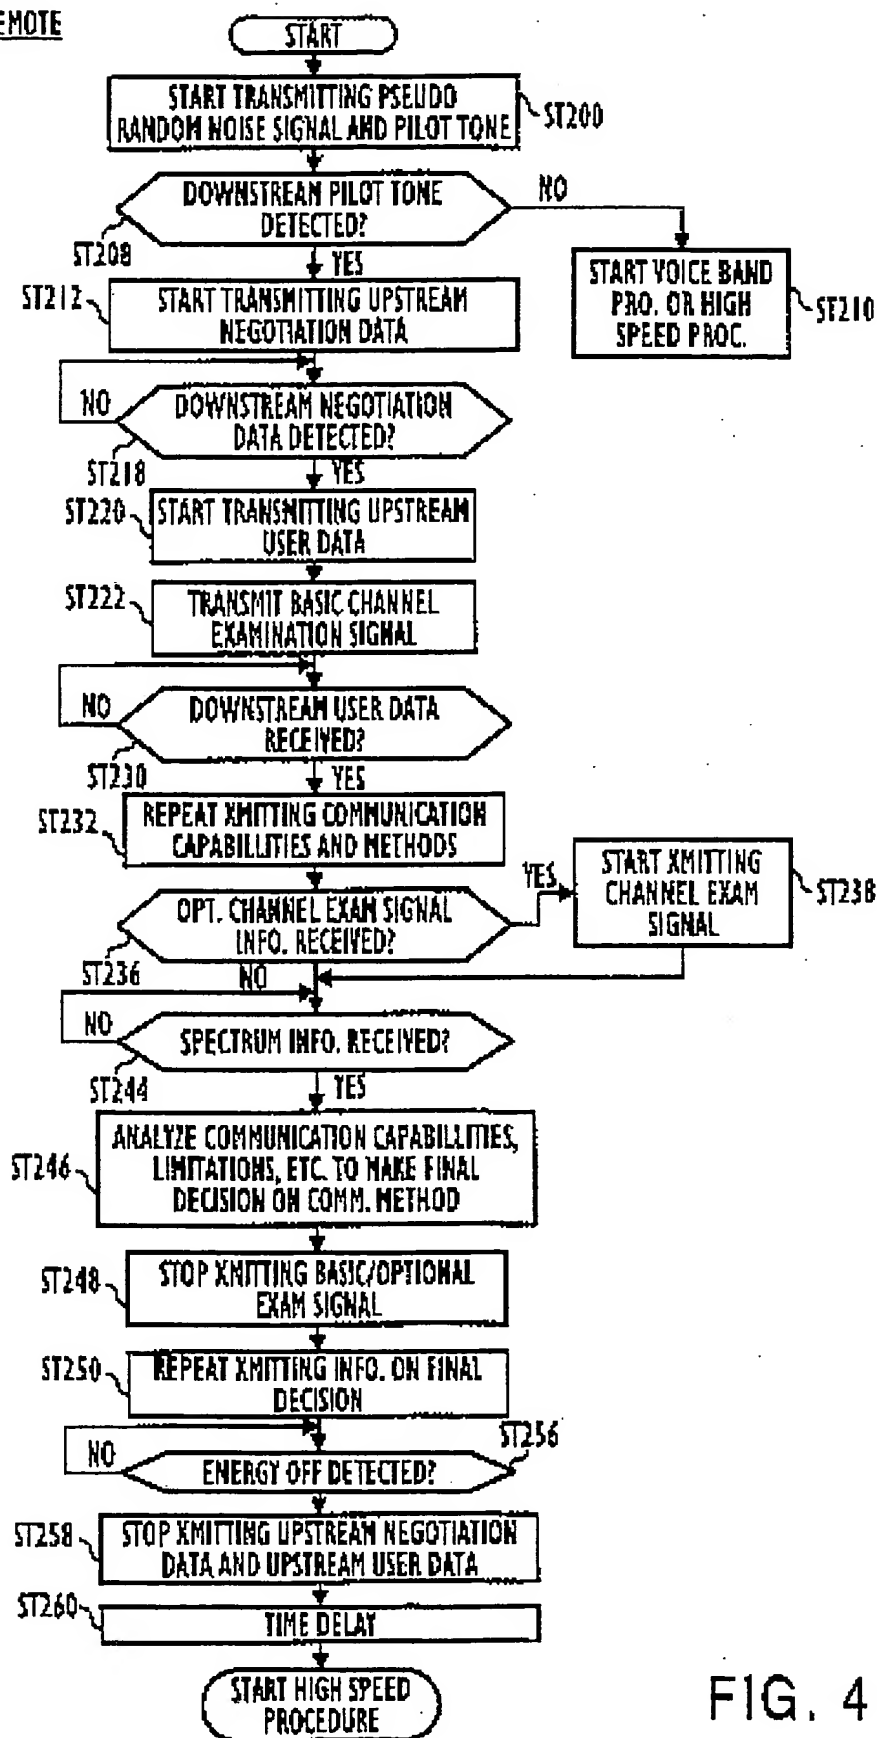 EMOTE
START
START TRANSMITTING PSEUDO
RANDOM NOISE SIGNAL AND PILOT TONE
ST200
DOWNSTREAM PILOT TONE
DETECTED?
NO
ST208
YES
START VOICE BAND
PRO. OR HIGH
SPEED PROC.
ST210
ST212
START TRANSMITTING UPSTREAM
NEGOTIATION DATA
NO
DOWNSTREAM NEGOTIATION
DATA DETECTED?
ST218
YES
ST220
START TRANSMITTING UPSTREAM
USER DATA
ST222
TRANSMIT BASIC CHANNEL
EXAMINATION SIGNAL
NO
DOWNSTREAM USER DATA
RECEIVED?
ST230
YES
ST232
REPEAT XMITTING COMMUNICATION
CAPABILLITIES AND METHODS
OPT. CHANNEL EXAM SIGNAL
INFO. RECEIVED?
YES
START XMITTING
CHANNEL EXAM
SIGNAL
ST238
ST236
NO
NO
SPECTRUM INFO. RECEIVED?
ST244
YES
ST246
ANALYZE COMMUNICATION CAPABILLITIES,
LIMITATIONS, ETC. TO MAKE FINAL
DECISION ON COMM. METHOD
ST248
STOP XMITTING BASIC/OPTIONAL
EXAM SIGNAL
ST250
REPEAT XMITTING INFO. ON FINAL
DECISION
ST256
NO
ENERGY OFF DETECTED?
ST258
STOP XMITTING UPSTREAM NEGOTIATION
DATA AND UPSTREAM USER DATA
ST260
TIME DELAY
START HIGH SPEED
PROCEDURE
FIG. 4